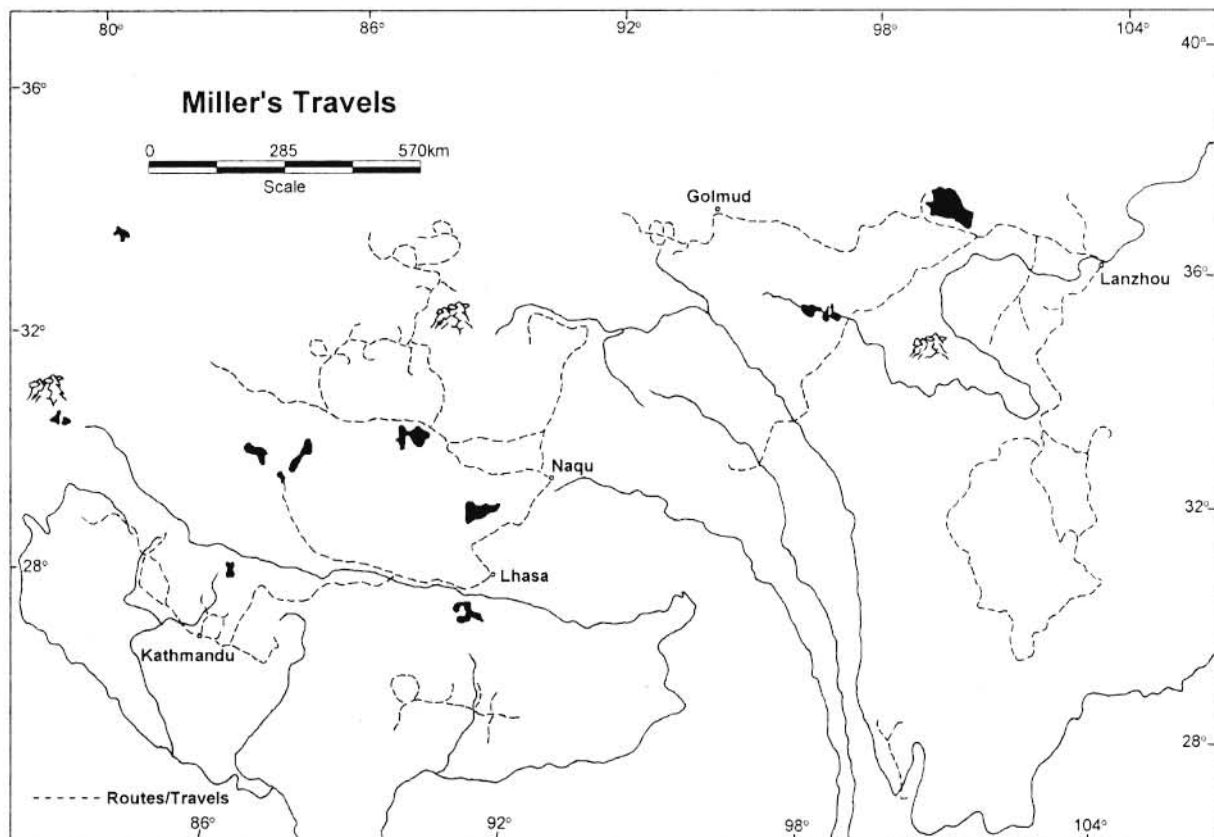 80° 86° 92° 98° 104°
40°
36°
Miller's Travels
0 285 570km
Scale
Golmud
36°
Lanzhou
32°
Naqu
32°
28°
Lhasa
Kathmandu
28°
Routes/Travels
86° 92° 98° 104°